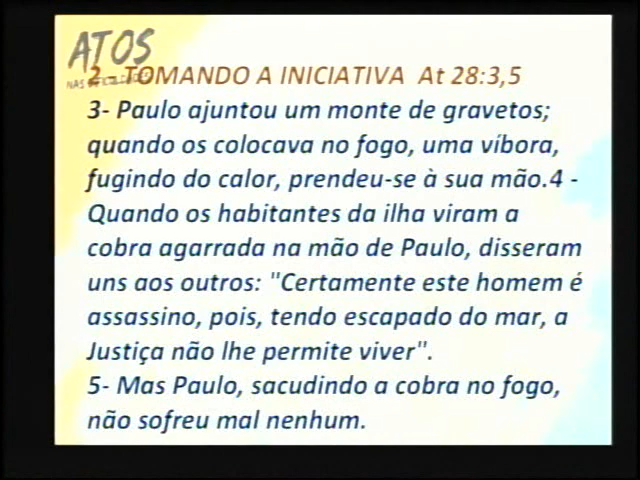 ATOS
2 - TOMANDO A INICIATIVA At 28:3,5
3- Paulo ajuntou um monte de gravetos;
quando os colocava no fogo, uma víbora,
fugindo do calor, prendeu-se à sua mão.4 -
Quando os habitantes da ilha viram a
cobra agarrada na mão de Paulo, disseram
uns aos outros: "Certamente este homem é
assassino, pois, tendo escapado do mar, a
Justiça não lhe permite viver".
5- Mas Paulo, sacudindo a cobra no fogo,
não sofreu mal nenhum.